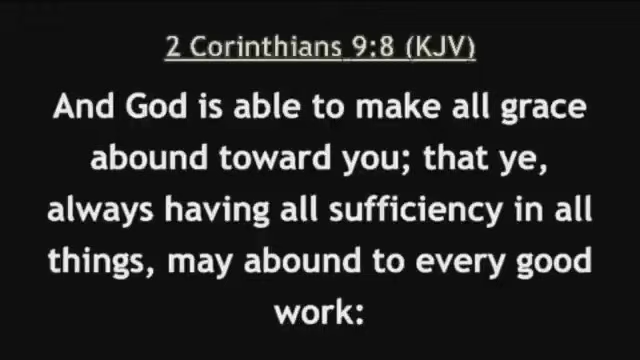 2 Corinthians 9:8 (KJV)
And God is able to make all grace
abound toward you; that ye,
always having all sufficiency in all
things, may abound to every good
work: